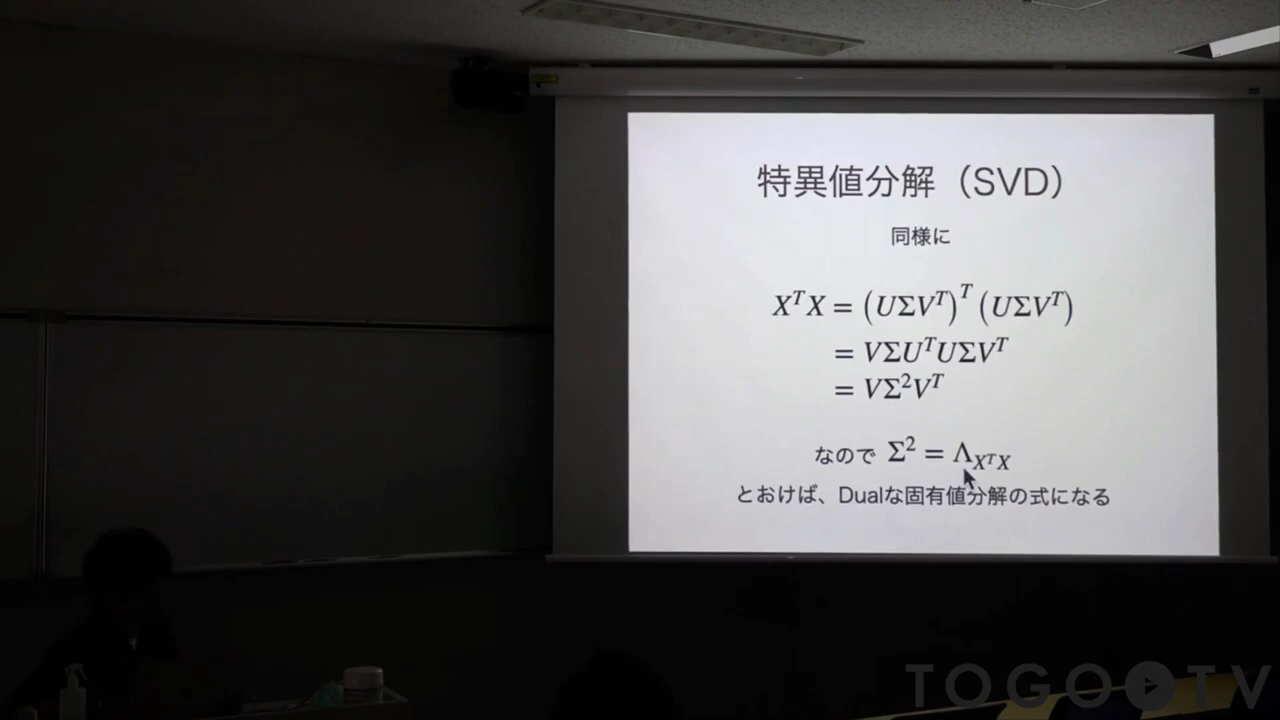 特異値分解（SVD）
同様に
X^T X = (UΣV^T)^T (UΣV^T)
= VΣU^T UΣV^T
= VΣ^2 V^T
なので Σ^2 = Λ_{X^T X}
とおけば、Dualな固有値分解の式になる
TOGO TV